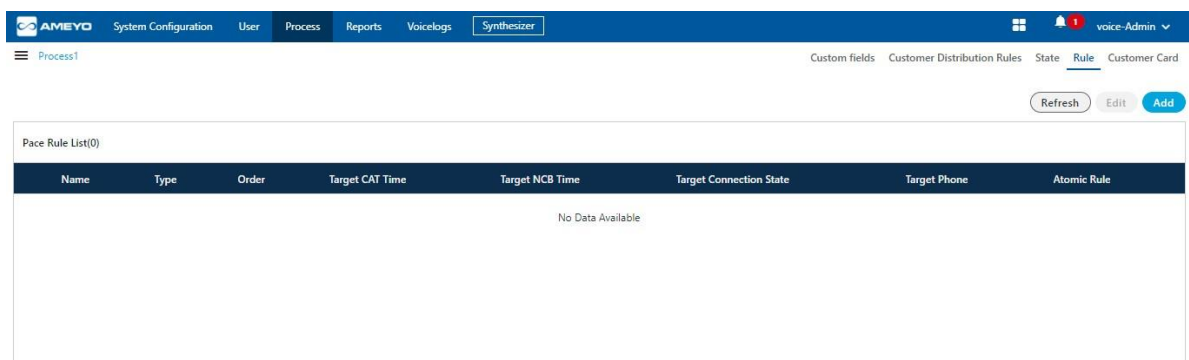 AMEYO System Configuration User Process Reports Voicelogs Synthesizer 1 voice-Admin
Process1 Custom fields Customer Distribution Rules State Rule Customer Card
Refresh Edit Add
Pace Rule List(0)
Name Type Order Target CAT Time Target NCB Time Target Connection State Target Phone Atomic Rule
No Data Available